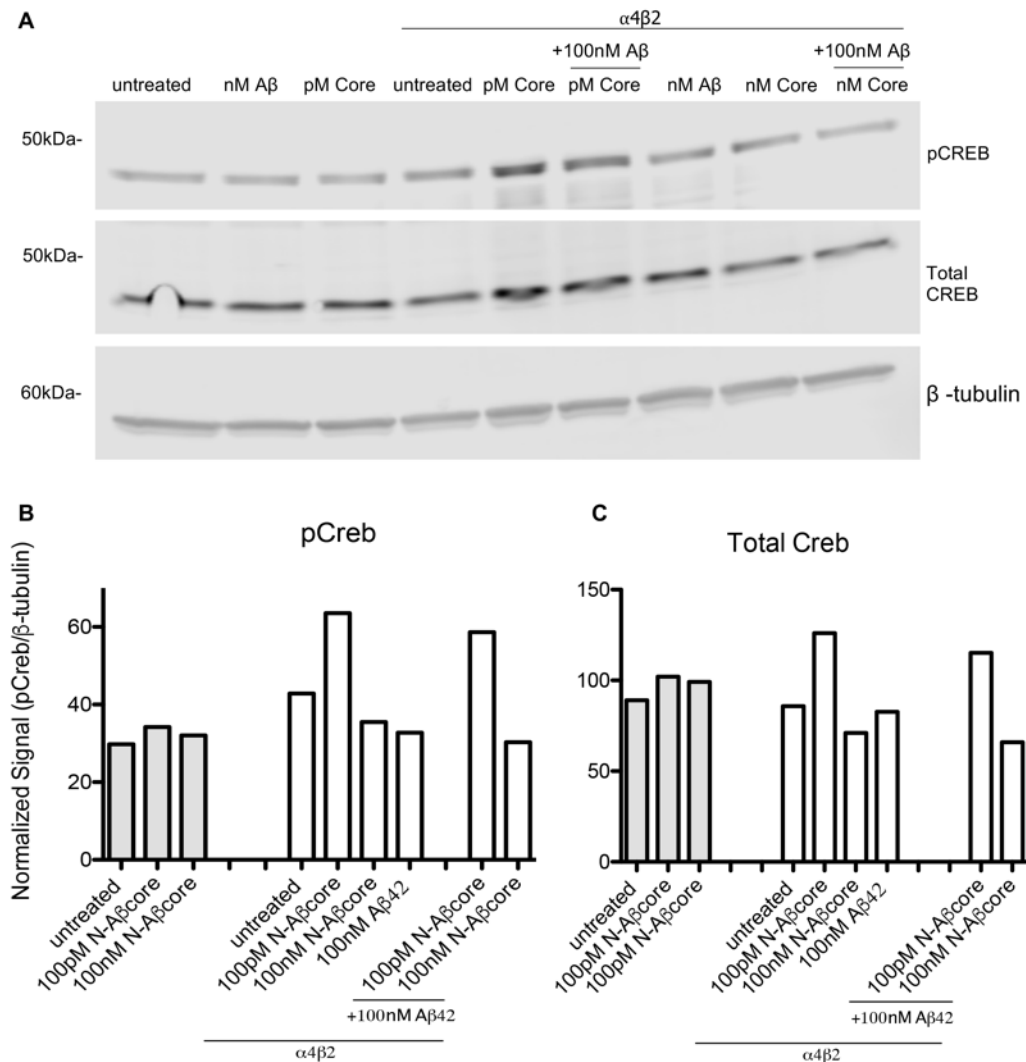 A
α4β2
+100nM Aβ +100nM Aβ
untreated nM Aβ pM Core untreated pM Core pM Core nM Aβ nM Core nM Core
50kDa-
pCREB
50kDa-
Total
CREB
60kDa-
β -tubulin
B
pCreb
Normalized Signal (pCreb/β-tubulin)
60
40
20
0
untreated
100pM N-Aβcore
100nM N-Aβcore
untreated
100pM N-Aβcore
100nM N-Aβcore
100nM Aβ42
100pM N-Aβcore
100nM N-Aβcore
+100nM Aβ42
α4β2
C
Total Creb
150
100
50
0
untreated
100pM N-Aβcore
100pM N-Aβcore
untreated
100pM N-Aβcore
100nM N-Aβcore
100nM Aβ42
100pM N-Aβcore
100nM N-Aβcore
+100nM Aβ42
α4β2